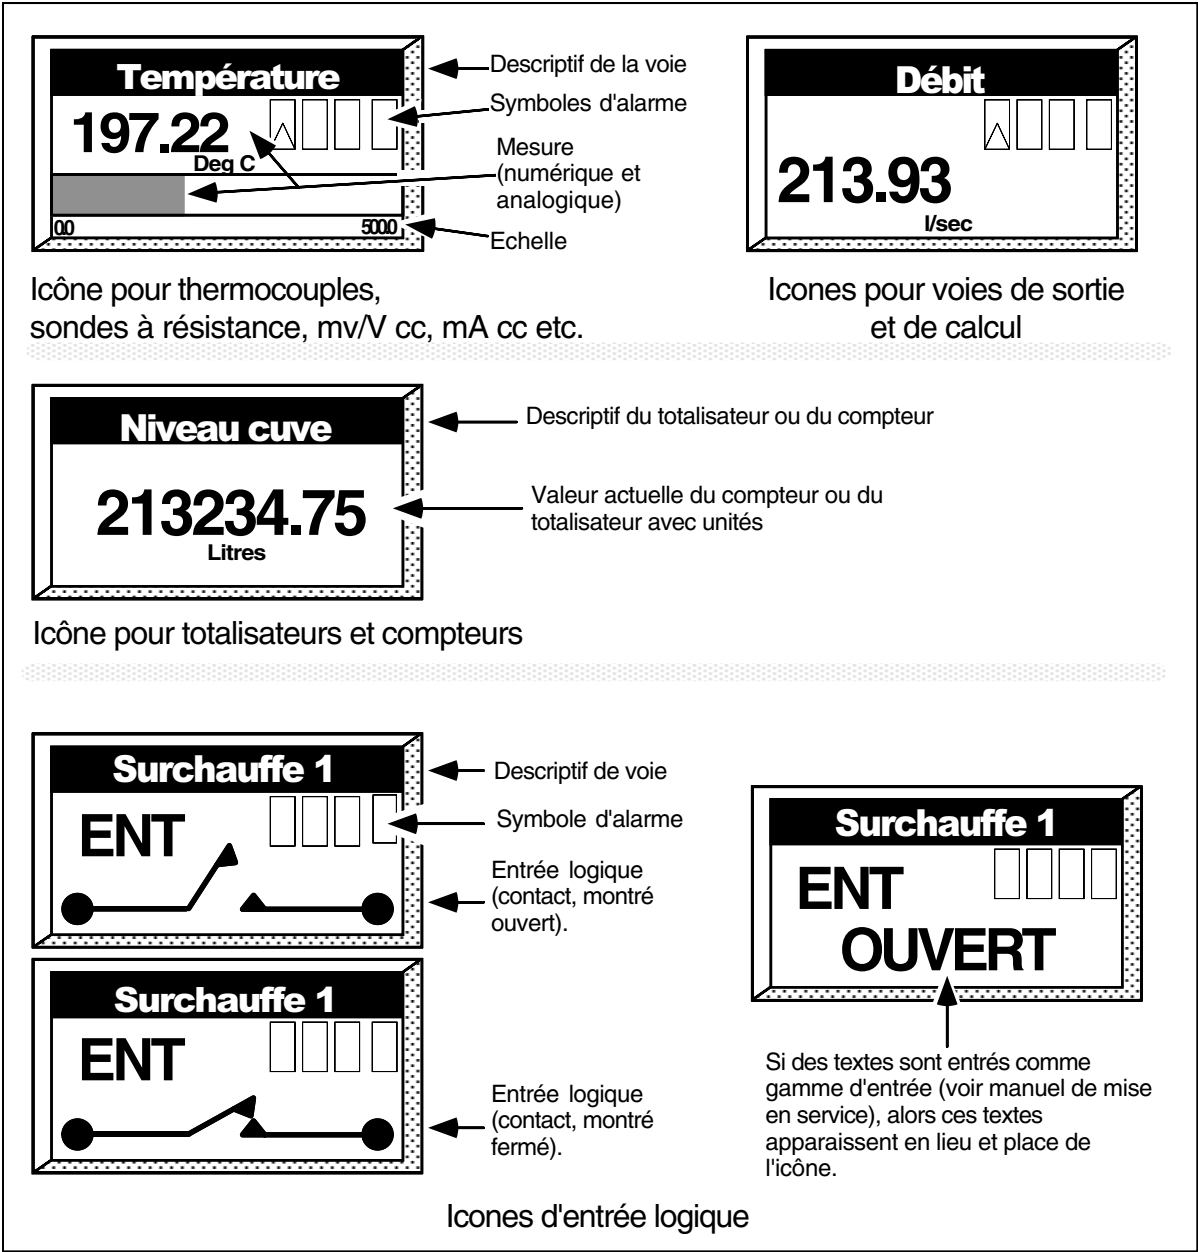 Température
197.22
Deg C
0.0
500.0
Descriptif de la voie
Symboles d'alarme
Mesure
(numérique et
analogique)
Echelle
Icône pour thermocouples,
sondes à résistance, mv/V cc, mA cc etc.
Débit
213.93
l/sec
Icones pour voies de sortie
et de calcul
Niveau cuve
213234.75
Litres
Descriptif du totalisateur ou du compteur
Valeur actuelle du compteur ou du
totalisateur avec unités
Icône pour totalisateurs et compteurs
Surchauffe 1
ENT
Descriptif de voie
Symbole d'alarme
Entrée logique
(contact, montré
ouvert).
Surchauffe 1
ENT
Entrée logique
(contact, montré
fermé).
Surchauffe 1
ENT
OUVERT
Si des textes sont entrés comme
gamme d'entrée (voir manuel de mise
en service), alors ces textes
apparaissent en lieu et place de
l'icône.
Icones d'entrée logique